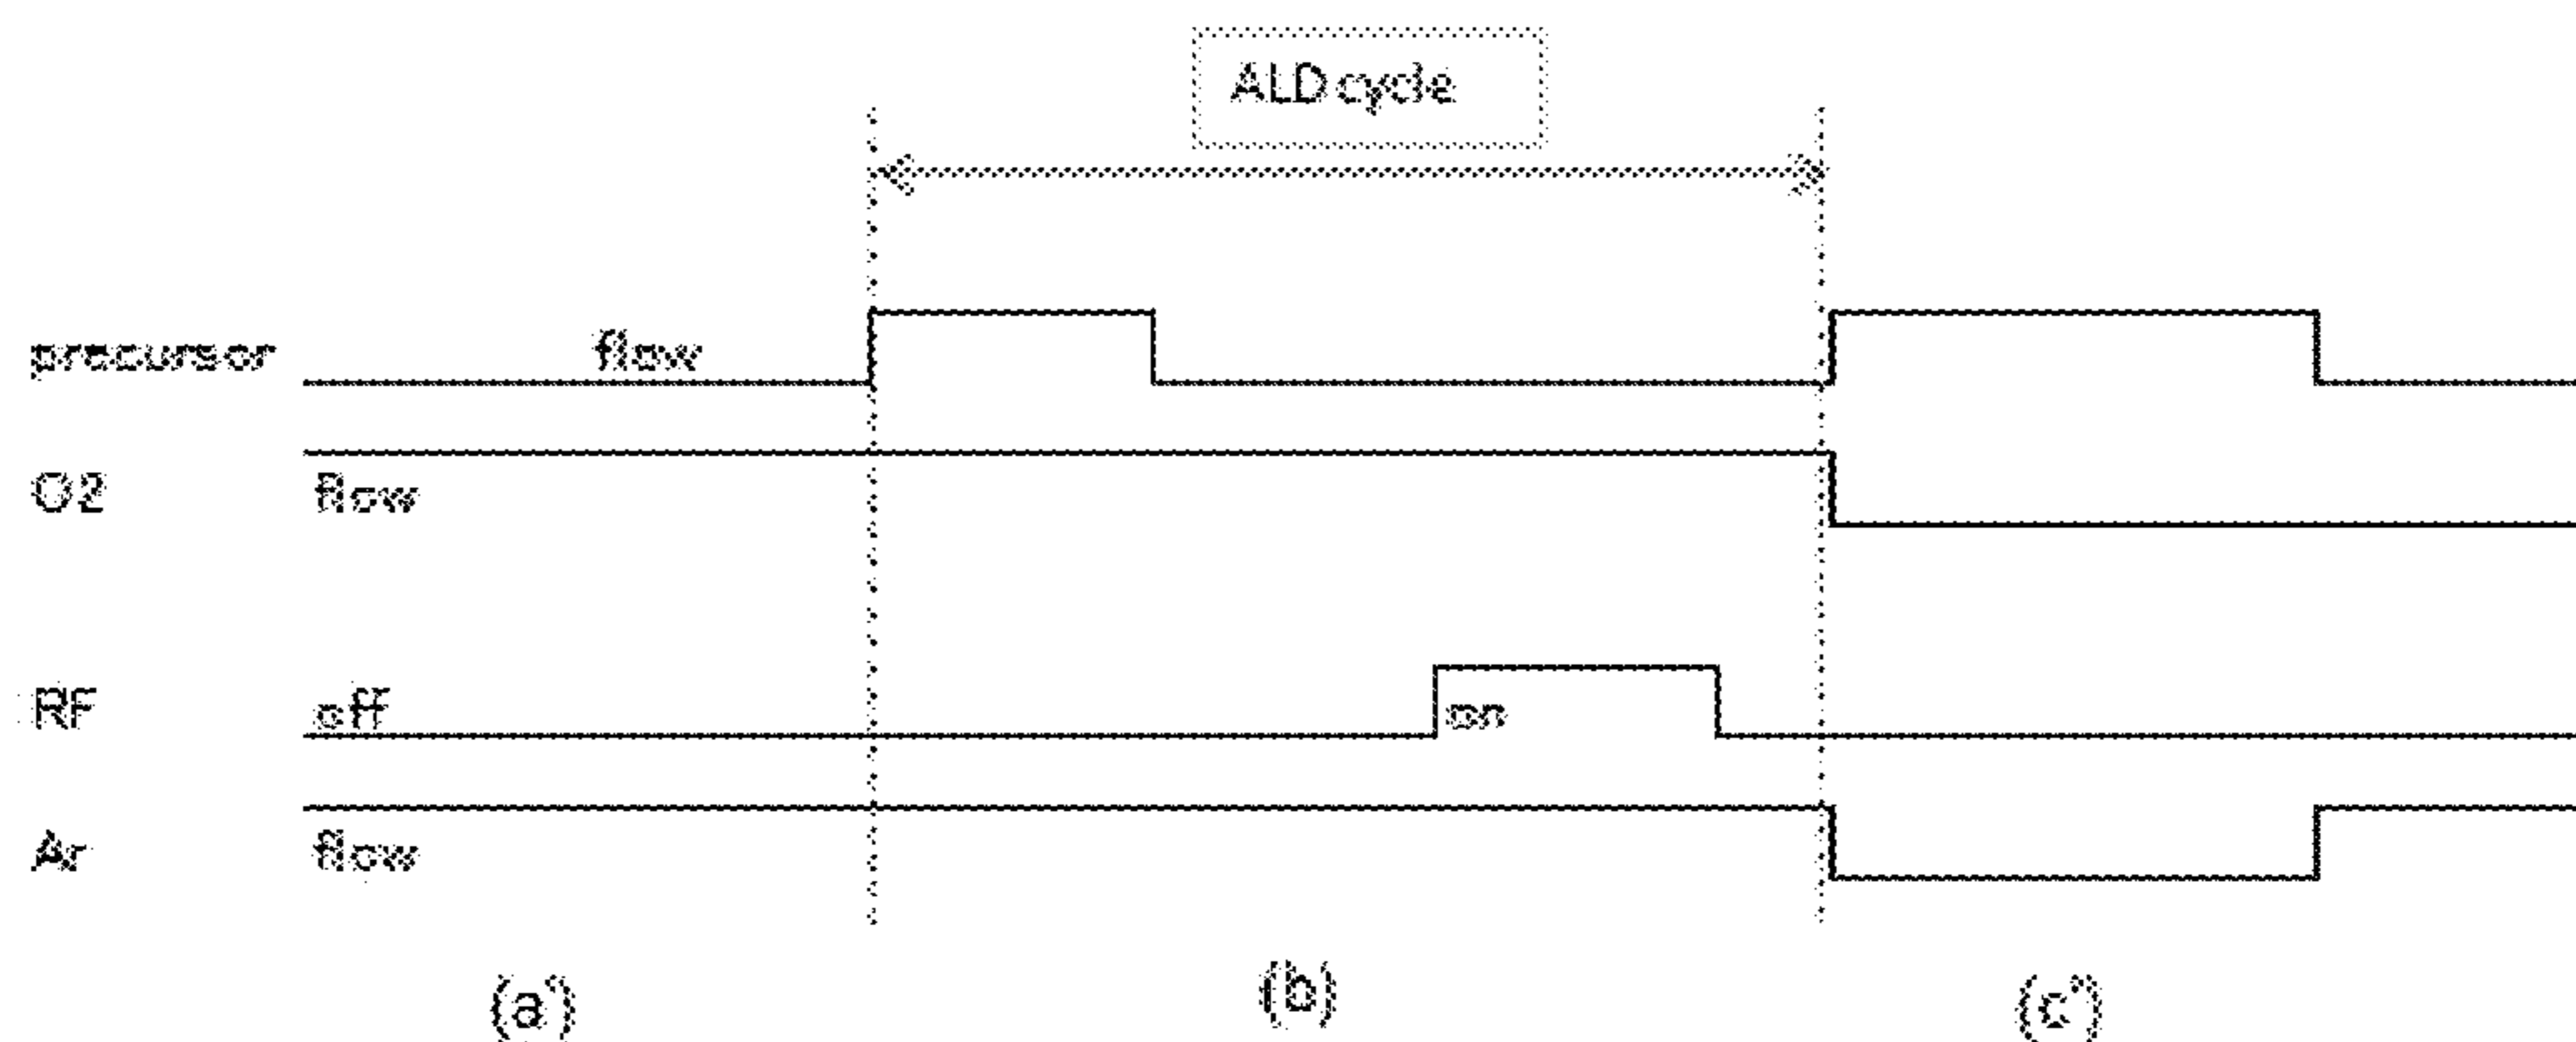 ALD cycle
precursor flow
O2 flow
RF off on
Ar flow
(a") (b) (c")